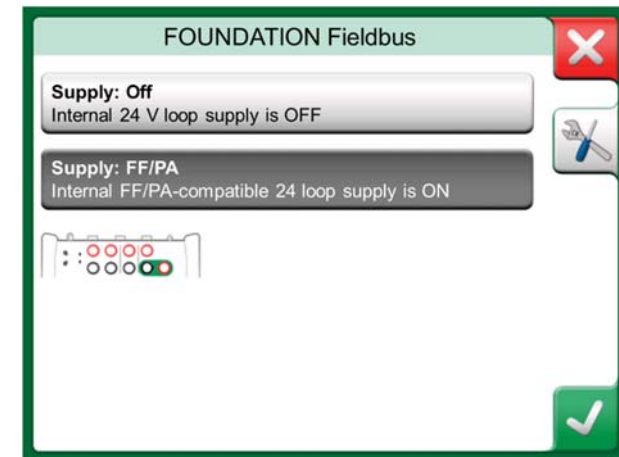 FOUNDATION Fieldbus
Supply: Off
Internal 24 V loop supply is OFF
Supply: FF/PA
Internal FF/PA-compatible 24 loop supply is ON